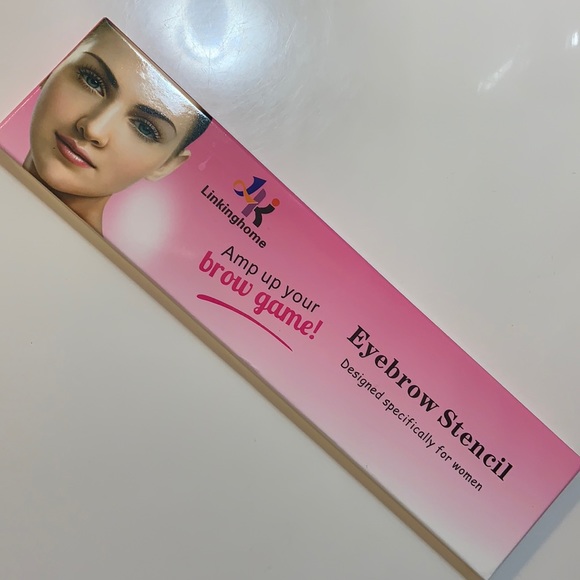 Linkinghome
Amp up your
brow game!
Eyebrow Stencil
Designed specifically for women